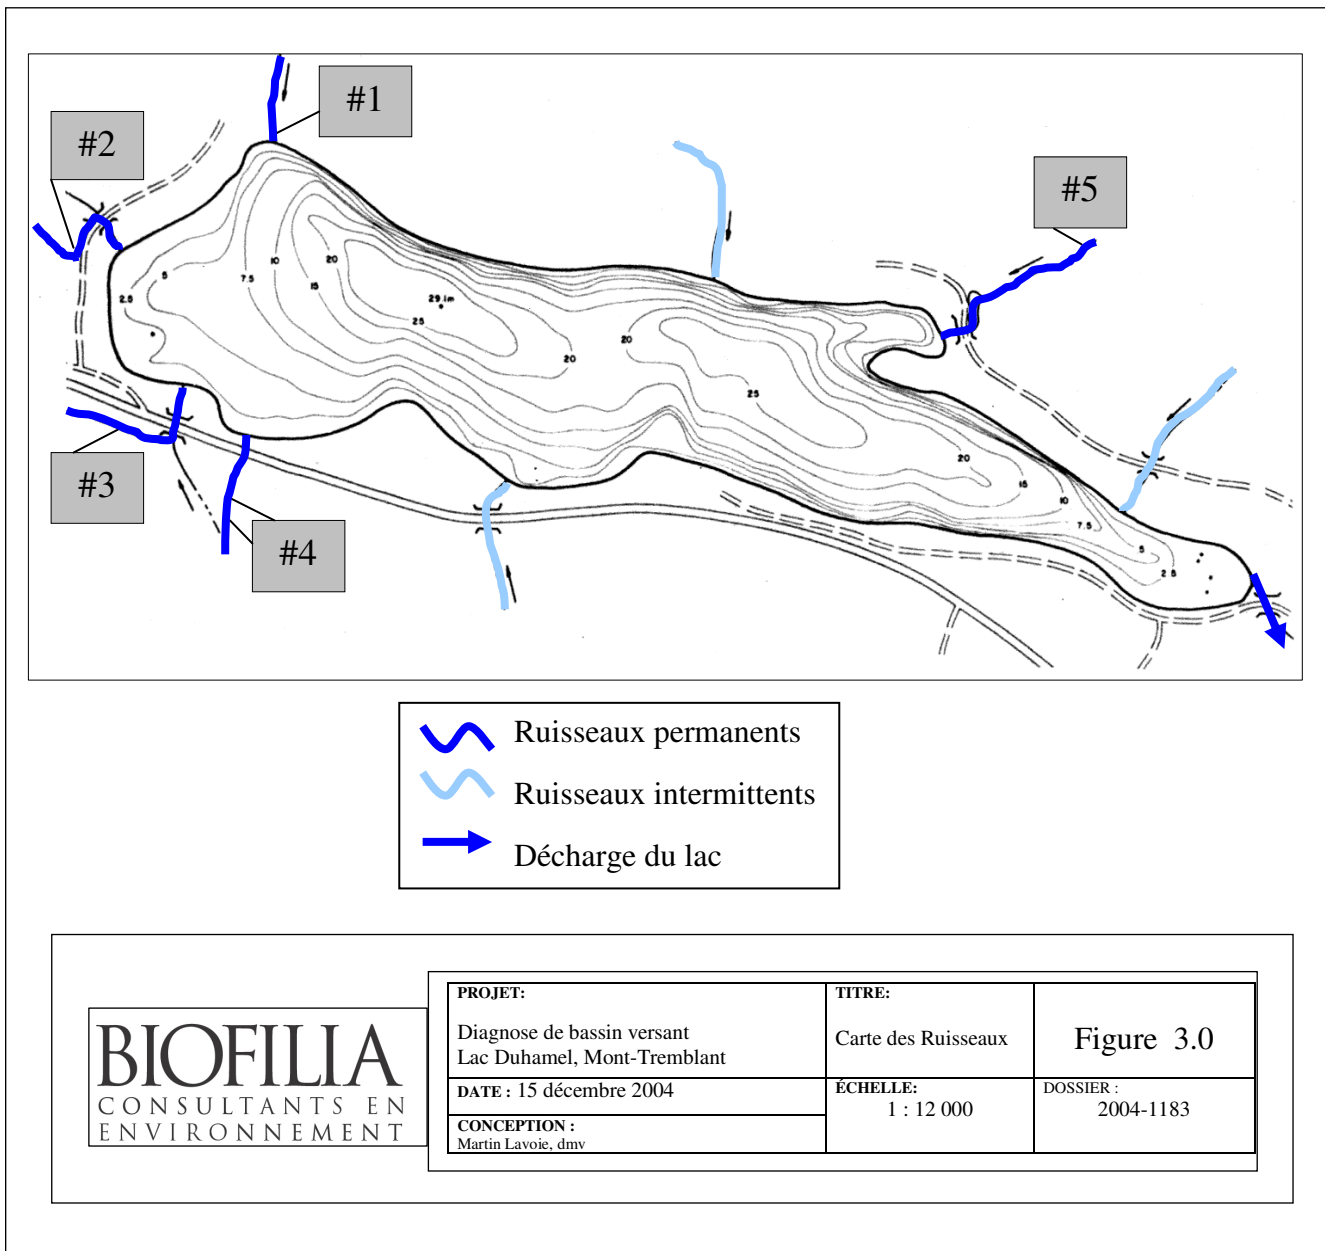 #1
#2
#5
#3
#4
2.5
5
7.5
10
15
20
29.1m
25
20
20
25
20
15
10
7.5
5
2.5
Ruisseaux permanents
Ruisseaux intermittents
Décharge du lac
BIOFILIA
CONSULTANTS EN
ENVIRONNEMENT
PROJET:
Diagnose de bassin versant
Lac Duhamel, Mont-Tremblant
DATE : 15 décembre 2004
CONCEPTION :
Martin Lavoie, dmv
TITRE:
Carte des Ruisseaux
ÉCHELLE:
1 : 12 000
Figure 3.0
DOSSIER :
2004-1183